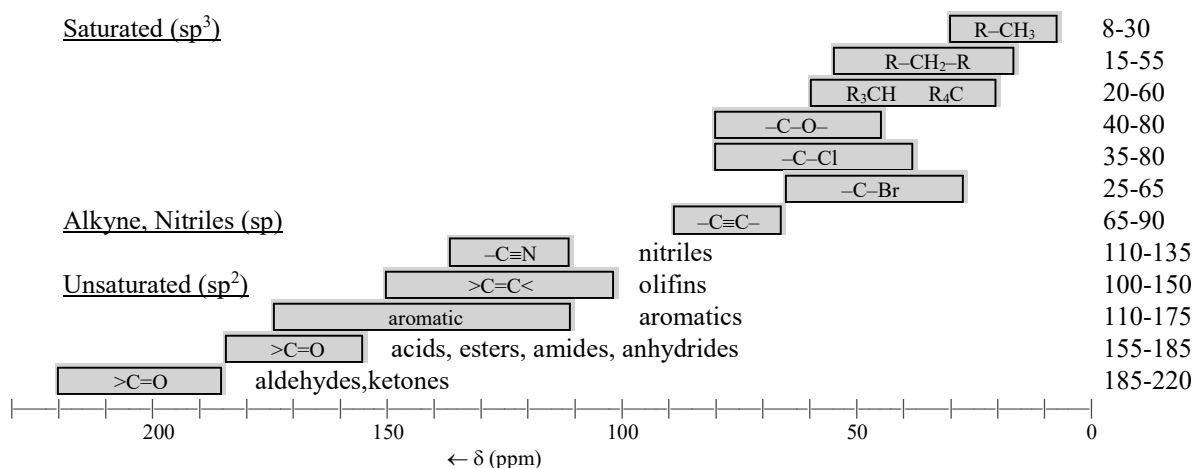 Saturated (sp³) R–CH₃ 8-30
R–CH₂–R 15-55
R₃CH R₄C 20-60
–C–O– 40-80
–C–Cl 35-80
–C–Br 25-65
Alkyne, Nitriles (sp) –C≡C– 65-90
–C≡N nitriles 110-135
Unsaturated (sp²) >C=C< olifins 100-150
aromatic aromatics 110-175
>C=O acids, esters, amides, anhydrides 155-185
>C=O aldehydes,ketones 185-220
200 150 100 50 0
← δ (ppm)